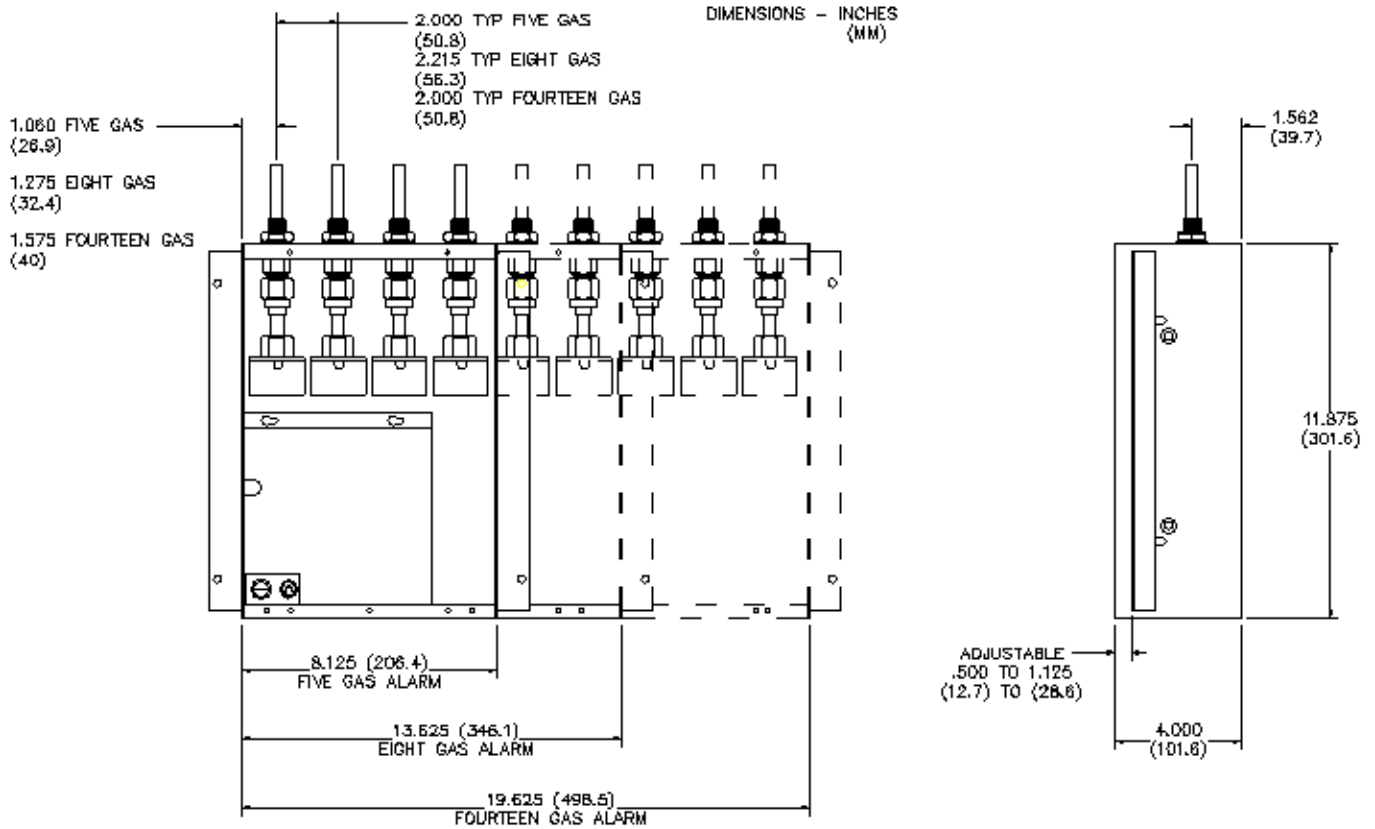 DIMENSIONS - INCHES
(MM)
2.000 TYP FIVE GAS
(50.8)
2.215 TYP EIGHT GAS
(56.3)
2.000 TYP FOURTEEN GAS
(50.8)
1.060 FIVE GAS
(26.9)
1.275 EIGHT GAS
(32.4)
1.575 FOURTEEN GAS
(40)
1.562
(39.7)
11.875
(301.6)
8.125 (206.4)
FIVE GAS ALARM
13.625 (346.1)
EIGHT GAS ALARM
19.625 (498.5)
FOURTEEN GAS ALARM
ADJUSTABLE
.500 TO 1.125
(12.7) TO (28.6)
4.000
(101.6)